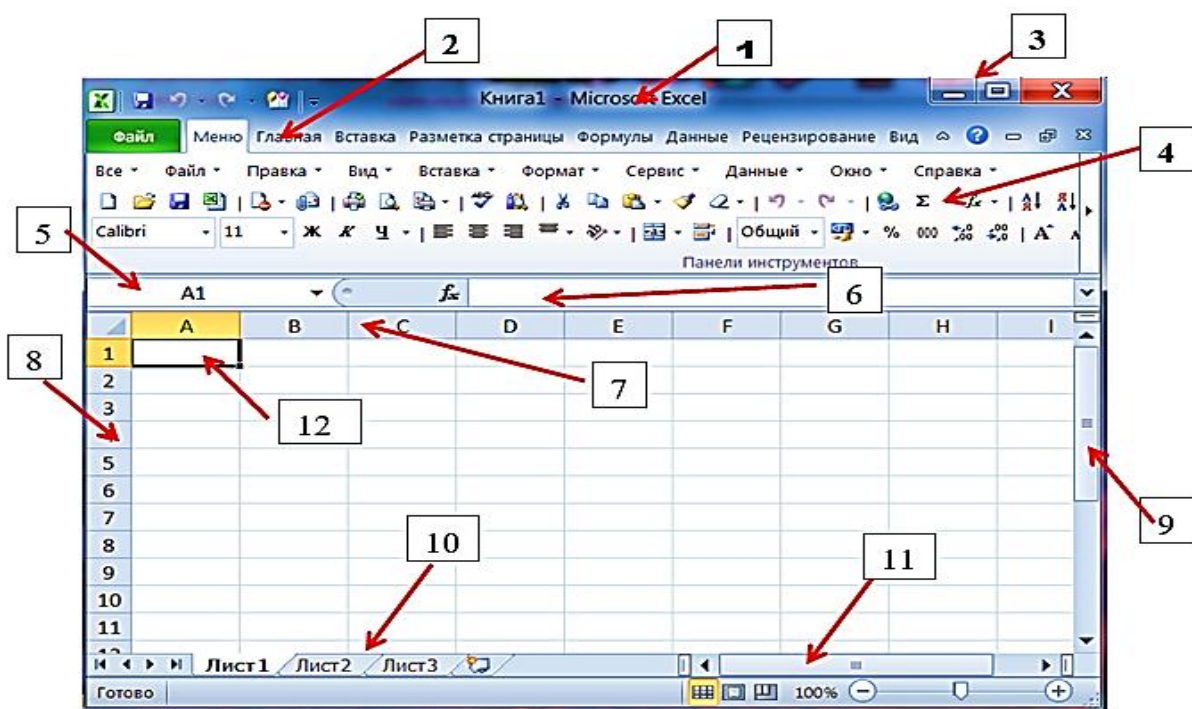 2 1 3
Книга1 - Microsoft Excel
Файл Меню Главная Вставка Разметка страницы Формулы Данные Рецензирование Вид
4
Все Файл Правка Вид Вставка Формат Сервис Данные Окно Справка
5
Calibri 11 Ж К Ч Общий % 000
Панели инструментов
A1 fx 6
A B C D E F G H I
8 1
2 7
3 12
5
6
7
8 10 9
9 11
10
11
Лист1 Лист2 Лист3
Готово 100%